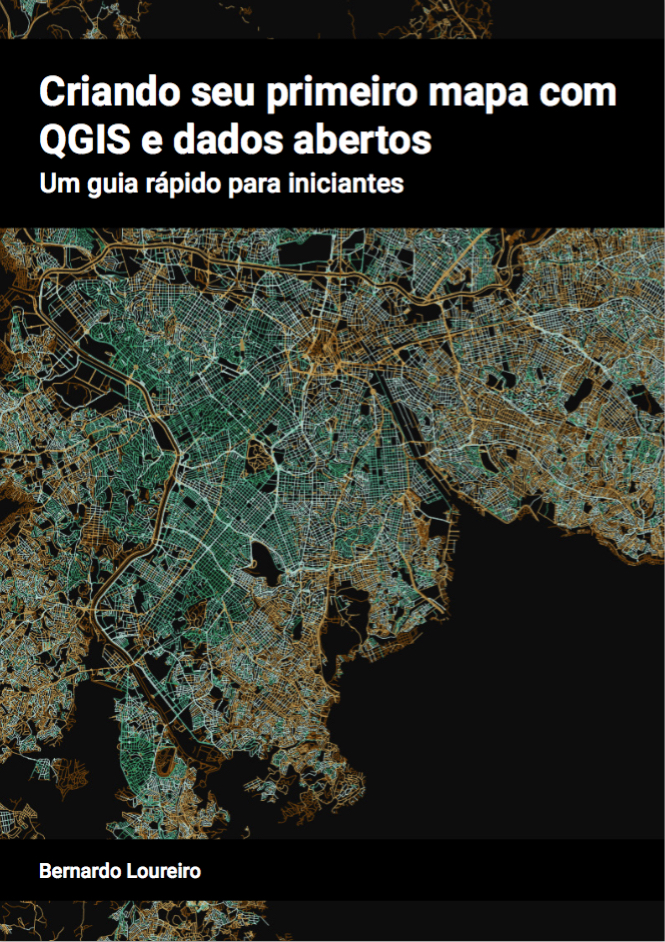 Criando seu primeiro mapa com
QGIS e dados abertos
Um guia rápido para iniciantes
Bernardo Loureiro